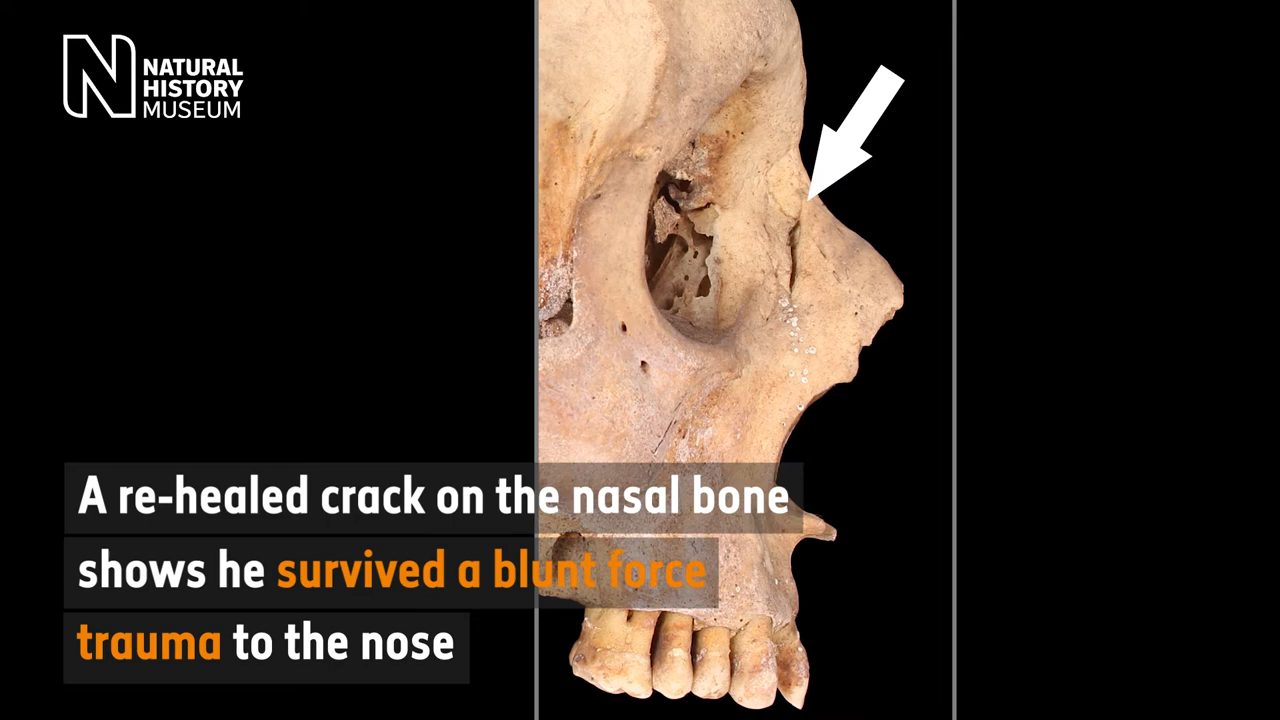 NATURAL
HISTORY
MUSEUM
A re-healed crack on the nasal bone
shows he survived a blunt force
trauma to the nose